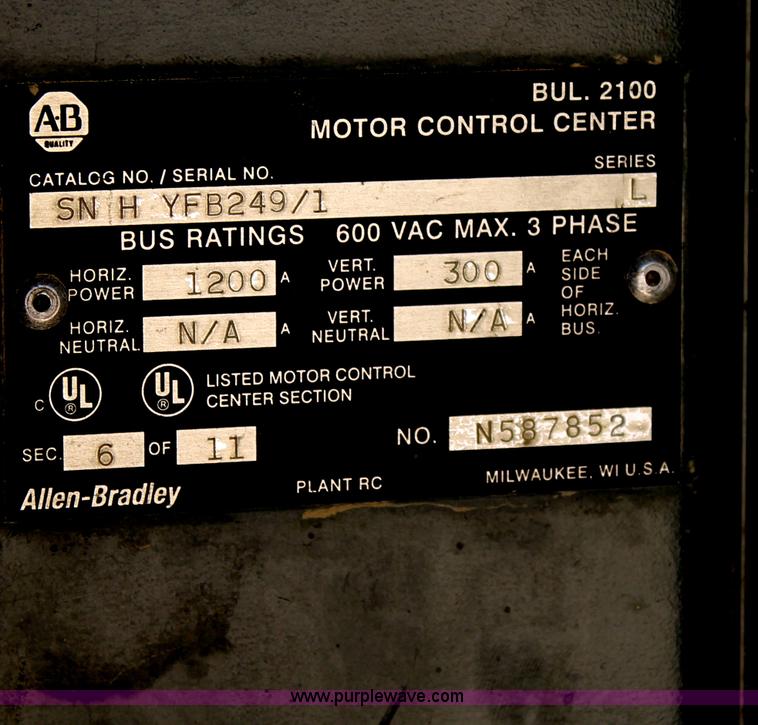 A-B
QUALITY
BUL. 2100
MOTOR CONTROL CENTER
CATALOG NO. / SERIAL NO.
SERIES
SN H YFB249/1
L
BUS RATINGS 600 VAC MAX. 3 PHASE
HORIZ. POWER 1200 A VERT. POWER 300 A EACH SIDE OF HORIZ. BUS.
HORIZ. NEUTRAL N/A A VERT. NEUTRAL N/A A
C UL ® UL ® LISTED MOTOR CONTROL
CENTER SECTION
SEC. 6 OF 11 NO. N587852
Allen-Bradley PLANT RC MILWAUKEE, WI U.S.A.
www.purplewave.com